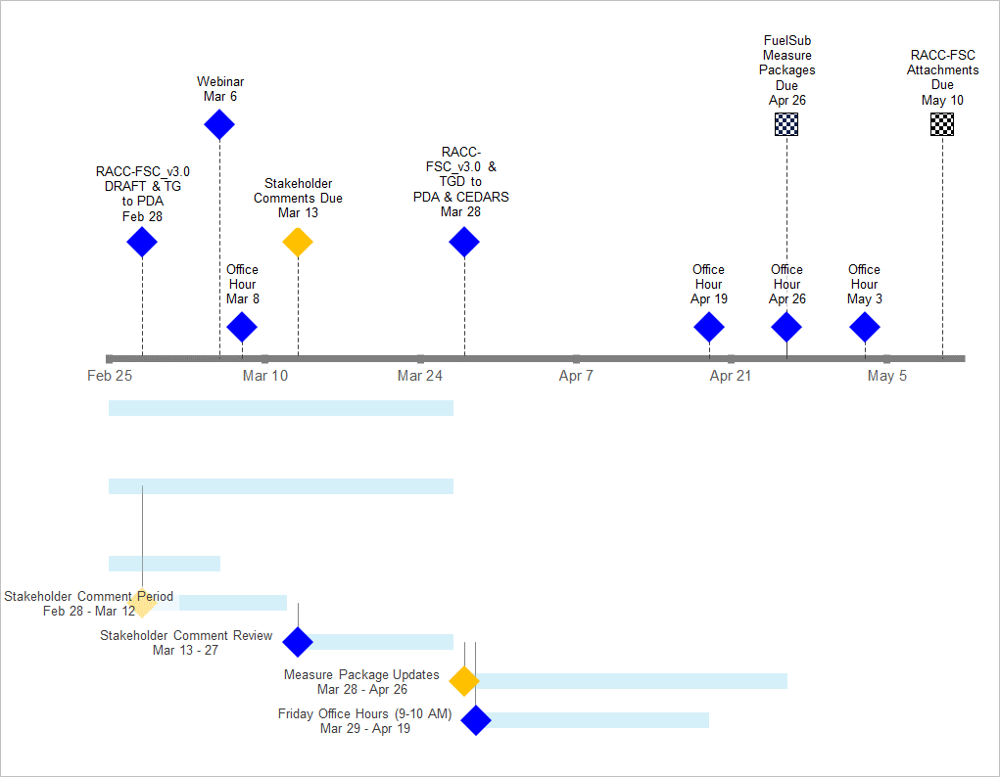 FuelSub
Measure
Packages
Due
Apr 26
RACC-FSC
Attachments
Due
May 10
Webinar
Mar 6
RACC-
FSC_v3.0 &
TGD to
PDA & CEDARS
Mar 28
RACC-FSC_v3.0
DRAFT & TG
to PDA
Feb 28
Stakeholder
Comments Due
Mar 13
Office
Hour
Mar 8
Office
Hour
Apr 19
Office
Hour
Apr 26
Office
Hour
May 3
Feb 25
Mar 10
Mar 24
Apr 7
Apr 21
May 5
Stakeholder Comment Period
Feb 28 - Mar 12
Stakeholder Comment Review
Mar 13 - 27
Measure Package Updates
Mar 28 - Apr 26
Friday Office Hours (9-10 AM)
Mar 29 - Apr 19